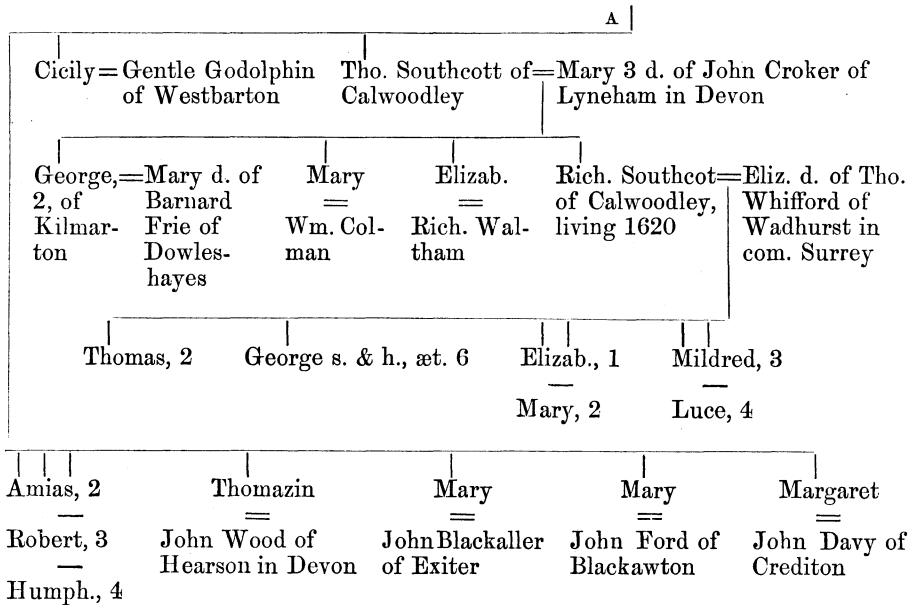 A
Cicily = Gentle Godolphin of Westbarton
Tho. Southcott of Calwoodley = Mary 3 d. of John Croker of Lyneham in Devon
George, 2, of Kilmar-
ton = Mary d. of Barnard Frie of Dowles-
hayes
Mary
=
Wm. Col-
man
Elizab.
=
Rich. Wal-
tham
Rich. Southcot of Calwoodley, living 1620 = Eliz. d. of Tho. Whifford of Wadhurst in com. Surrey
Thomas, 2
George s. & h., æt. 6
Elizab., 1
—
Mary, 2
Mildred, 3
—
Luce, 4
Amias, 2
—
Robert, 3
—
Humph., 4
Thomazin
=
John Wood of
Hearson in Devon
Mary
=
John Blackaller
of Exiter
Mary
=
John Ford of
Blackawton
Margaret
=
John Davy of
Crediton